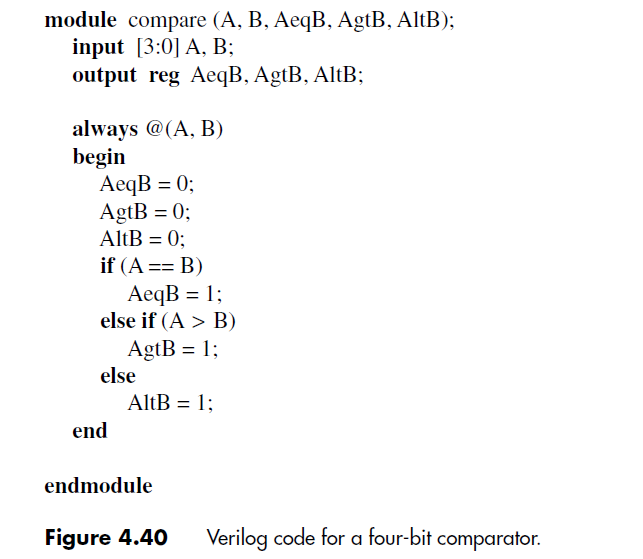 module compare (A, B, AeqB, AgtB, AltB);
input [3:0] A, B;
output reg AeqB, AgtB, AltB;
always @(A, B)
begin
AeqB = 0;
AgtB = 0;
AltB = 0;
if (A == B)
AeqB = 1;
else if (A > B)
AgtB = 1;
else
AltB = 1;
end
endmodule
Figure 4.40 Verilog code for a four-bit comparator.